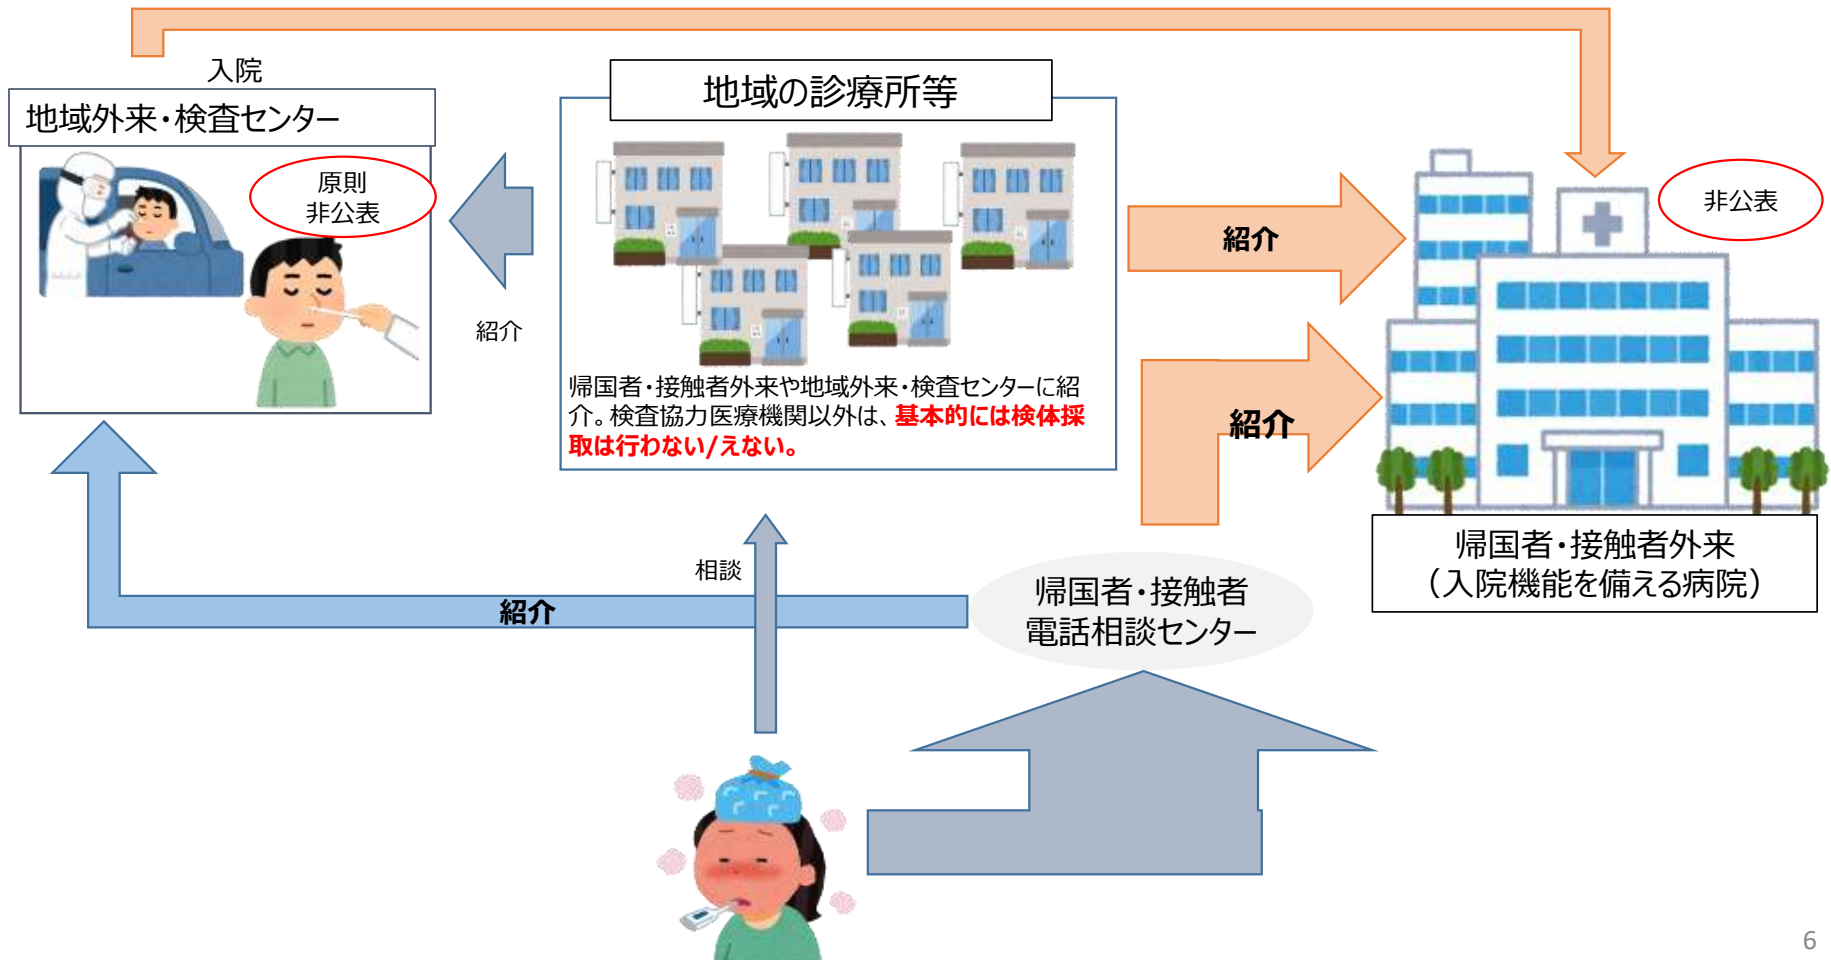 入院
地域外来・検査センター
原則
非公表
紹介
地域の診療所等
帰国者・接触者外来や地域外来・検査センターに紹
介。検査協力医療機関以外は、基本的には検体採
取は行わない/えない。
紹介
非公表
紹介
帰国者・接触者外来
（入院機能を備える病院）
相談
紹介
帰国者・接触者
電話相談センター
6